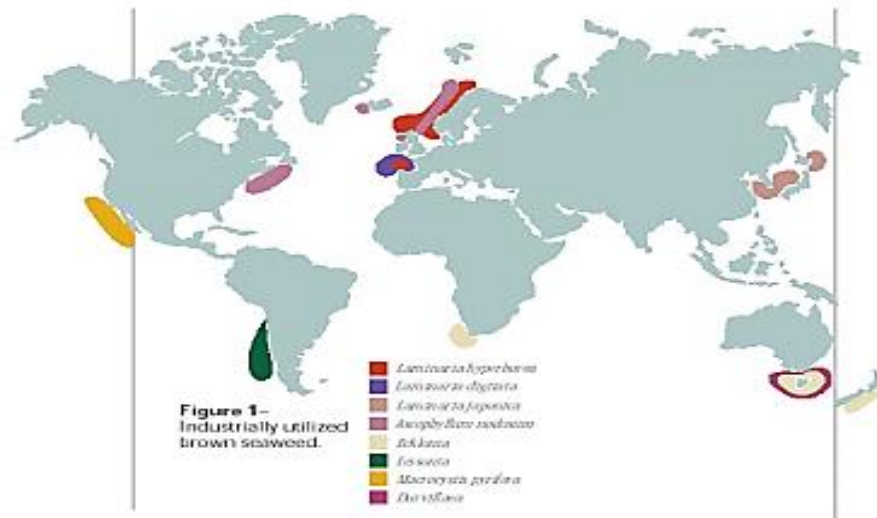 Laminaria hyperborea
Laminaria digitata
Laminaria japonica
Ascophyllum nodosum
Ecklonia
Lessonia
Macrocystis pyrifera
Durvillaea
Figure 1–
Industrially utilized
brown seaweed.